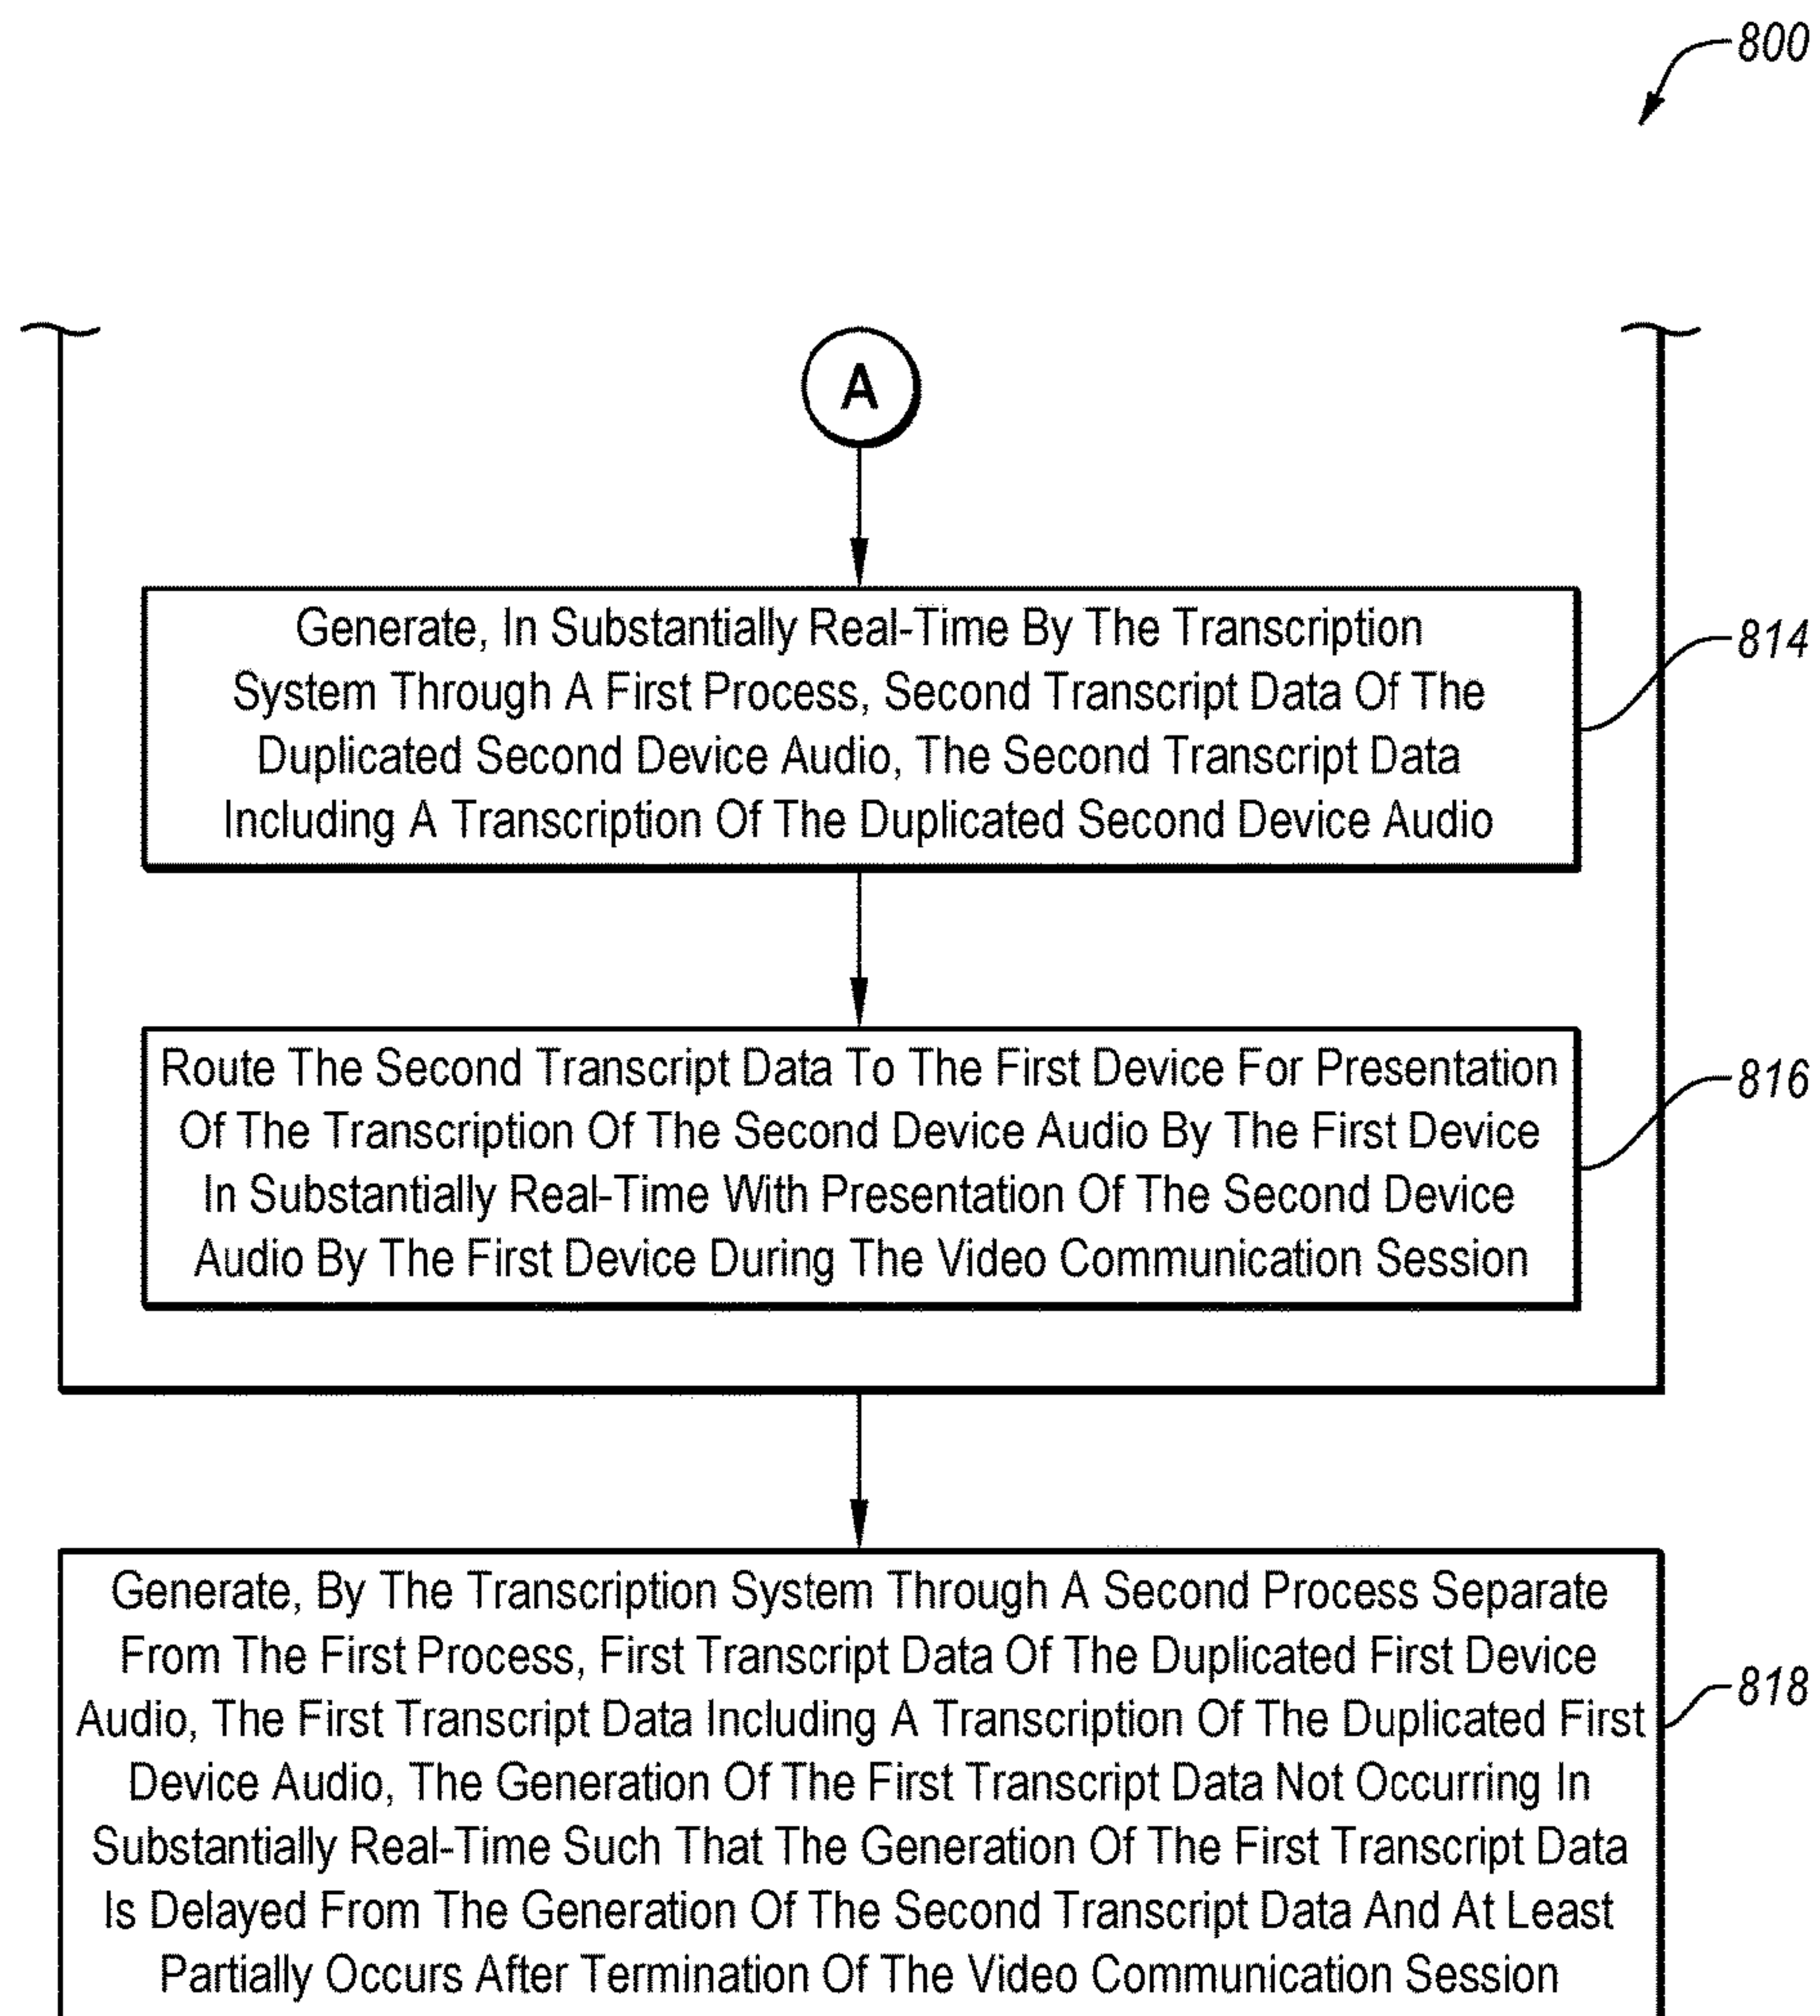 800
A
Generate, In Substantially Real-Time By The Transcription
System Through A First Process, Second Transcript Data Of The
Duplicated Second Device Audio, The Second Transcript Data
Including A Transcription Of The Duplicated Second Device Audio
814
Route The Second Transcript Data To The First Device For Presentation
Of The Transcription Of The Second Device Audio By The First Device
In Substantially Real-Time With Presentation Of The Second Device
Audio By The First Device During The Video Communication Session
816
Generate, By The Transcription System Through A Second Process Separate
From The First Process, First Transcript Data Of The Duplicated First Device
Audio, The First Transcript Data Including A Transcription Of The Duplicated First
Device Audio, The Generation Of The First Transcript Data Not Occurring In
Substantially Real-Time Such That The Generation Of The First Transcript Data
Is Delayed From The Generation Of The Second Transcript Data And At Least
Partially Occurs After Termination Of The Video Communication Session
818